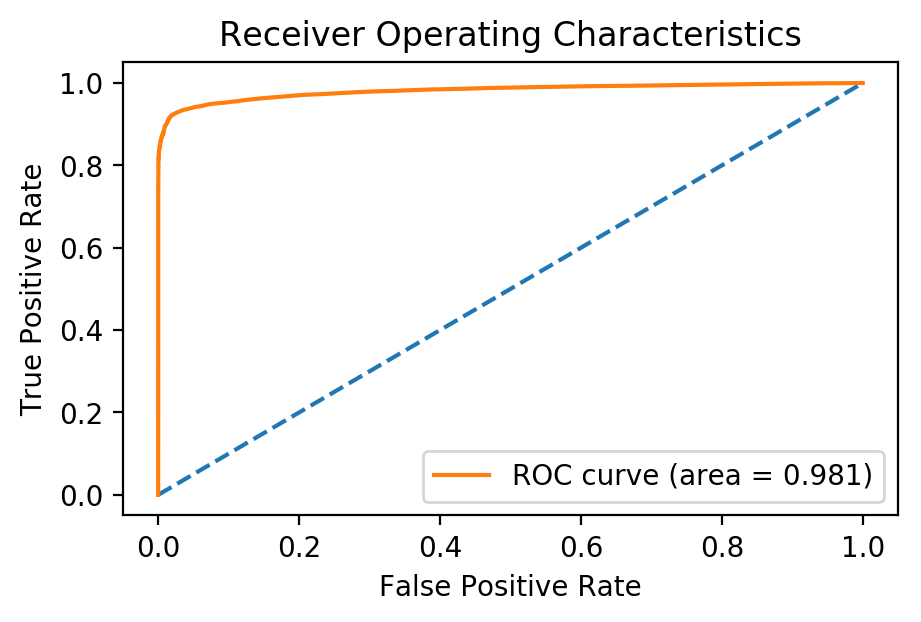 Receiver Operating Characteristics
1.0
0.8
0.6
0.4
0.2
0.0
True Positive Rate
ROC curve (area = 0.981)
0.0 0.2 0.4 0.6 0.8 1.0
False Positive Rate